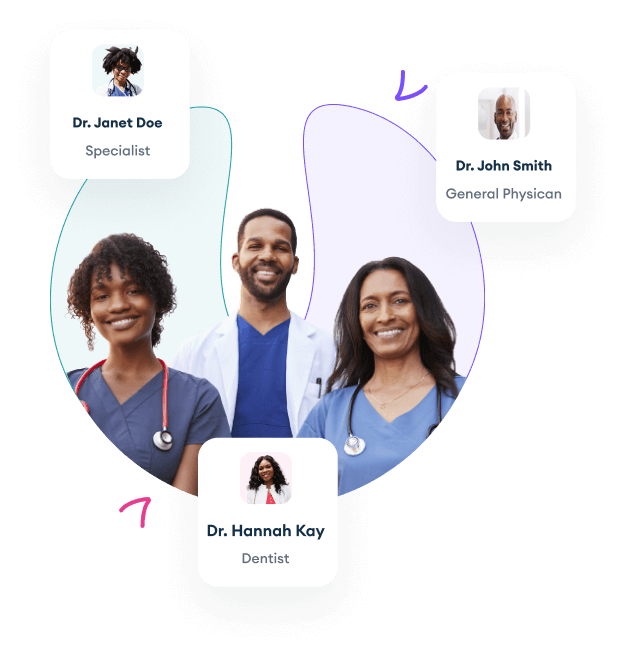 Dr. Janet Doe
Specialist
Dr. John Smith
General Physican
Dr. Hannah Kay
Dentist